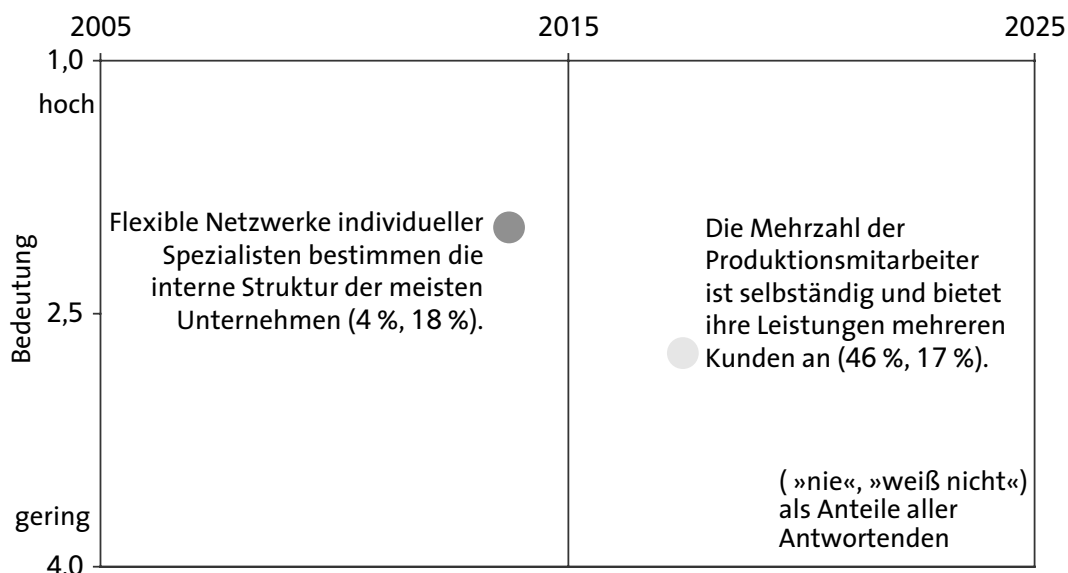 2005 2015 2025
1,0
hoch
Bedeutung
2,5
gering
4,0
Flexible Netzwerke individueller
Spezialisten bestimmen die
interne Struktur der meisten
Unternehmen (4 %, 18 %).
Die Mehrzahl der
Produktionsmitarbeiter
ist selbständig und bietet
ihre Leistungen mehreren
Kunden an (46 %, 17 %).
( »nie«, »weiß nicht«)
als Anteile aller
Antwortenden